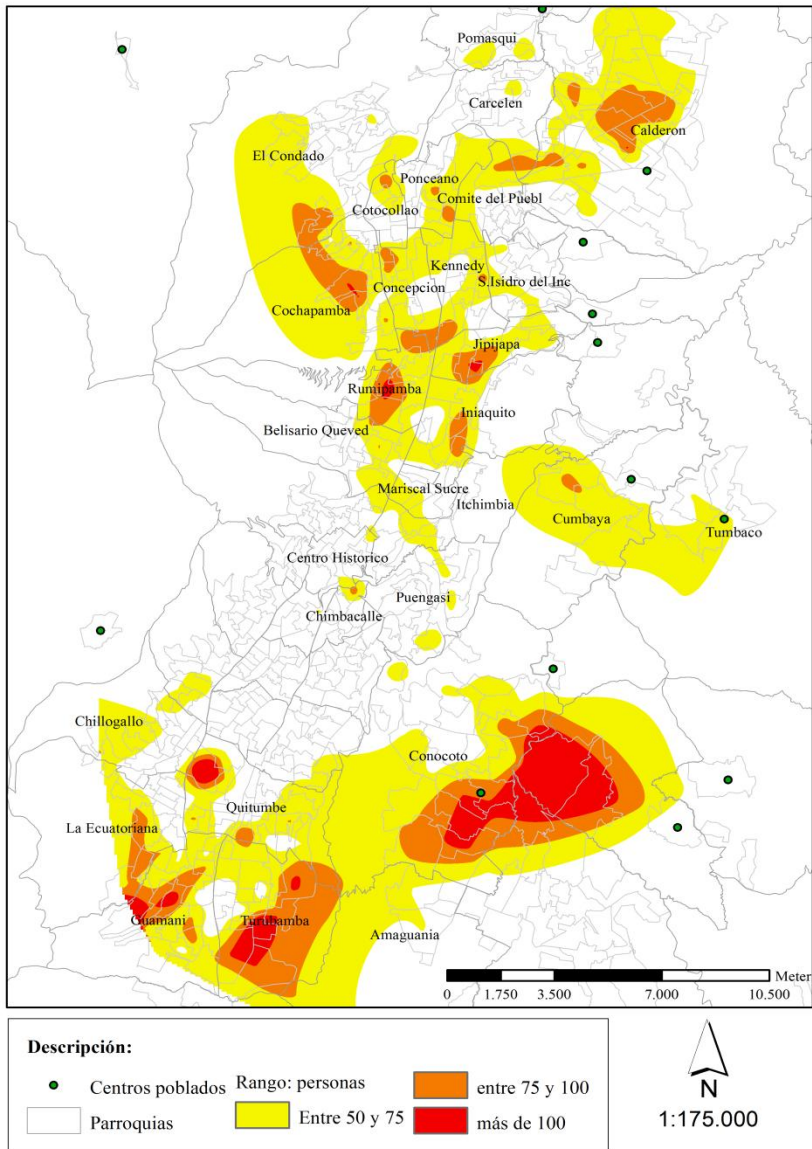 Pomasqui
Carcelen
Calderon
El Condado
Ponceano
Comite del Puebl
Cotocollao
Kennedy
S.Isidro del Inc
Concepción
Cochapamba
Jipijapa
Rumipamba
Iniaquito
Belisario Queved
Mariscal Sucre
Itchimbia
Cumbaya
Tumbaco
Centro Historico
Puengasi
Chimbacalle
Chillogallo
Conocoto
Quitumbe
La Ecuatoriana
Guamani
Turubamba
Amaguania
Meter
0 1.750 3.500 7.000 10.500
Descripción:
Centros poblados
Rango: personas
entre 75 y 100
Parroquias
Entre 50 y 75
más de 100
N
1:175.000